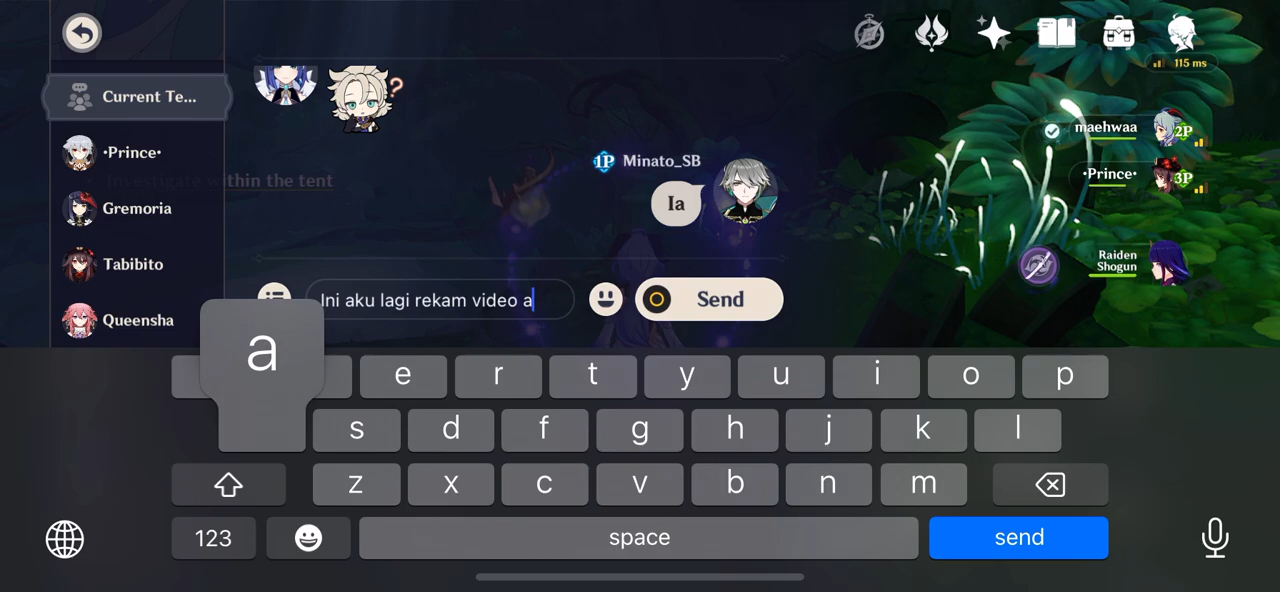 115 ms
Current Te...
•Prince•
Investigate within the tent
Gremoria
Tabibito
Queensha
?
1P Minato_SB
Ia
maehwaa 2P
•Prince• 3P
Raiden
Shogun
Ini aku lagi rekam video a
Send
a
e r t y u i o p
s d f g h j k l
z x c v b n m
123 space send